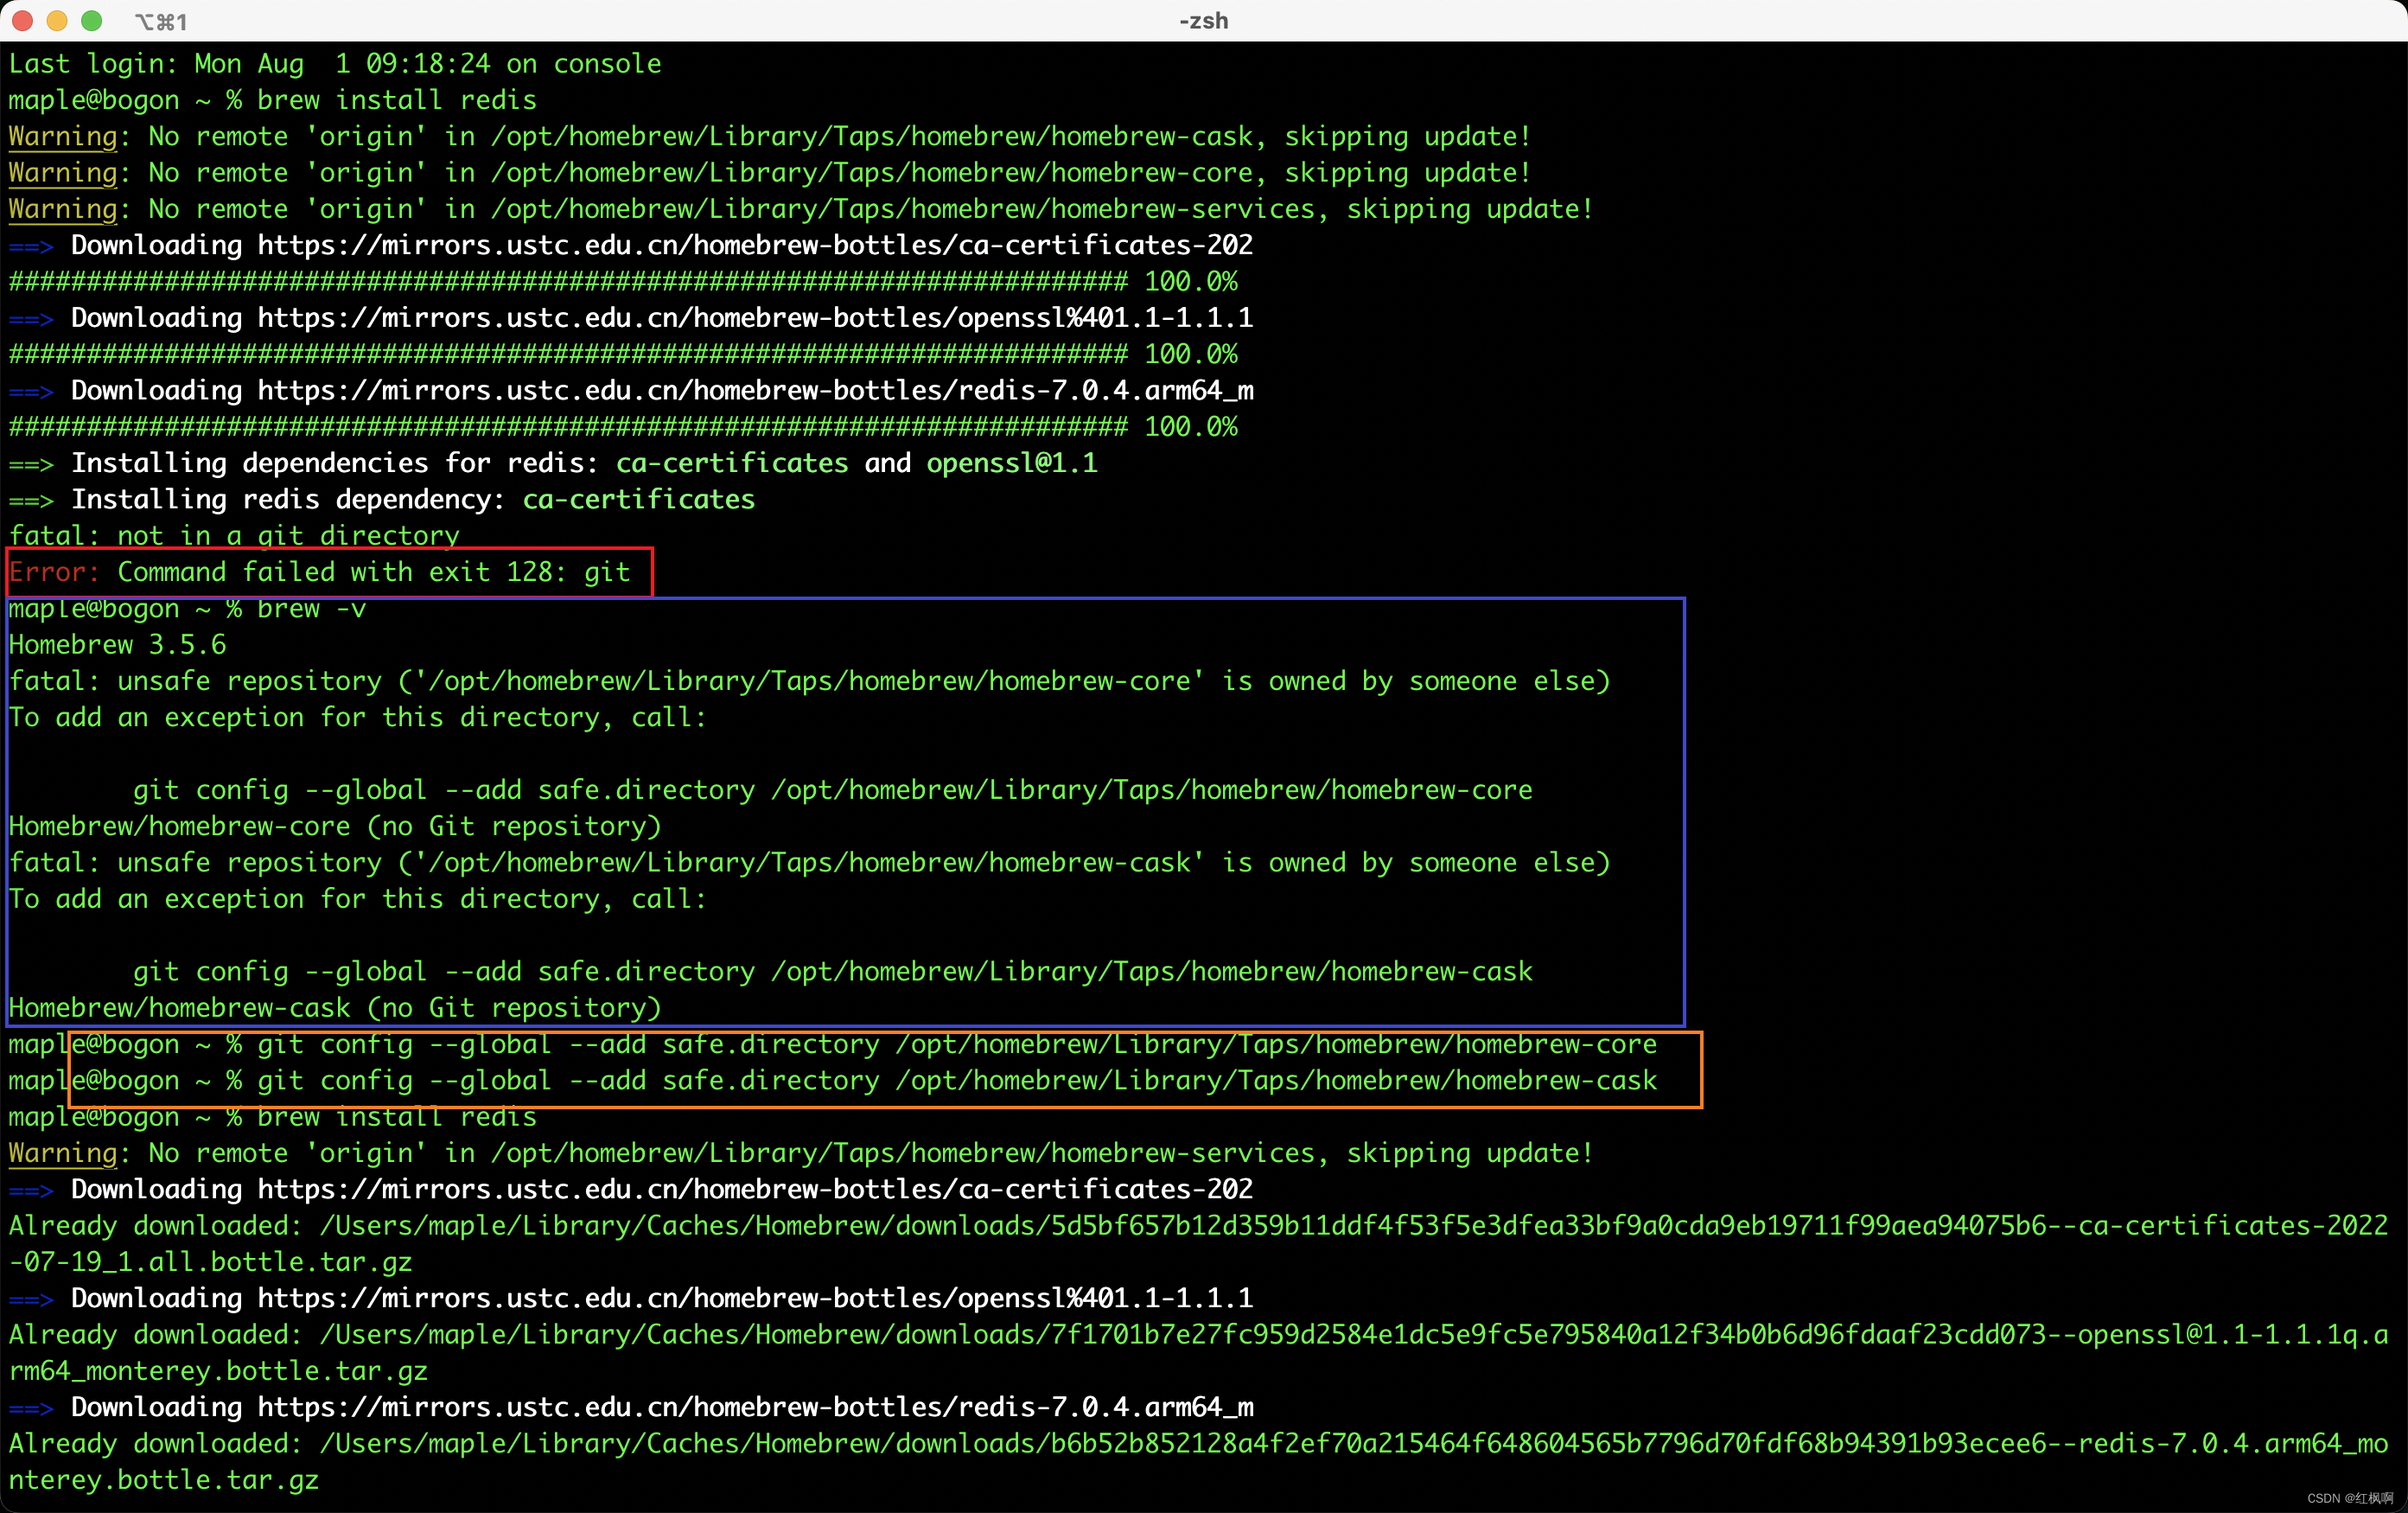 ⌥⌘1
-zsh
Last login: Mon Aug  1 09:18:24 on console
maple@bogon ~ % brew install redis
Warning: No remote 'origin' in /opt/homebrew/Library/Taps/homebrew/homebrew-cask, skipping update!
Warning: No remote 'origin' in /opt/homebrew/Library/Taps/homebrew/homebrew-core, skipping update!
Warning: No remote 'origin' in /opt/homebrew/Library/Taps/homebrew/homebrew-services, skipping update!
==> Downloading https://mirrors.ustc.edu.cn/homebrew-bottles/ca-certificates-202
######################################################################## 100.0%
==> Downloading https://mirrors.ustc.edu.cn/homebrew-bottles/openssl%401.1-1.1.1
######################################################################## 100.0%
==> Downloading https://mirrors.ustc.edu.cn/homebrew-bottles/redis-7.0.4.arm64_m
######################################################################## 100.0%
==> Installing dependencies for redis: ca-certificates and openssl@1.1
==> Installing redis dependency: ca-certificates
fatal: not in a git directory
Error: Command failed with exit 128: git
maple@bogon ~ % brew -v
Homebrew 3.5.6
fatal: unsafe repository ('/opt/homebrew/Library/Taps/homebrew/homebrew-core' is owned by someone else)
To add an exception for this directory, call:
git config --global --add safe.directory /opt/homebrew/Library/Taps/homebrew/homebrew-core
Homebrew/homebrew-core (no Git repository)
fatal: unsafe repository ('/opt/homebrew/Library/Taps/homebrew/homebrew-cask' is owned by someone else)
To add an exception for this directory, call:
git config --global --add safe.directory /opt/homebrew/Library/Taps/homebrew/homebrew-cask
Homebrew/homebrew-cask (no Git repository)
maple@bogon ~ % git config --global --add safe.directory /opt/homebrew/Library/Taps/homebrew/homebrew-core
maple@bogon ~ % git config --global --add safe.directory /opt/homebrew/Library/Taps/homebrew/homebrew-cask
maple@bogon ~ % brew install redis
Warning: No remote 'origin' in /opt/homebrew/Library/Taps/homebrew/homebrew-services, skipping update!
==> Downloading https://mirrors.ustc.edu.cn/homebrew-bottles/ca-certificates-202
Already downloaded: /Users/maple/Library/Caches/Homebrew/downloads/5d5bf657b12d359b11ddf4f53f5e3dfea33bf9a0cda9eb19711f99aea94075b6--ca-certificates-2022
-07-19_1.all.bottle.tar.gz
==> Downloading https://mirrors.ustc.edu.cn/homebrew-bottles/openssl%401.1-1.1.1
Already downloaded: /Users/maple/Library/Caches/Homebrew/downloads/7f1701b7e27fc959d2584e1dc5e9fc5e795840a12f34b0b6d96fdaaf23cdd073--openssl@1.1-1.1.1q.a
rm64_monterey.bottle.tar.gz
==> Downloading https://mirrors.ustc.edu.cn/homebrew-bottles/redis-7.0.4.arm64_m
Already downloaded: /Users/maple/Library/Caches/Homebrew/downloads/b6b52b852128a4f2ef70a215464f648604565b7796d70fdf68b94391b93ecee6--redis-7.0.4.arm64_mo
nterey.bottle.tar.gz
CSDN @红枫啊